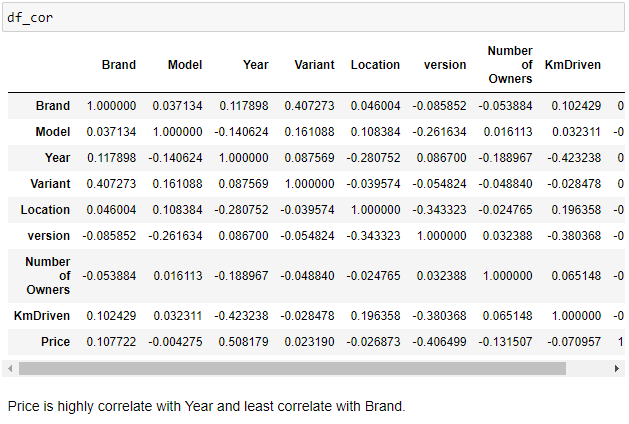 df_cor
Brand Model Year Variant Location version Number of Owners KmDriven
Brand 1.000000 0.037134 0.117898 0.407273 0.046004 -0.085852 -0.053884 0.102429 0
Model 0.037134 1.000000 -0.140624 0.161088 0.108384 -0.261634 0.016113 0.032311 -0
Year 0.117898 -0.140624 1.000000 0.087569 -0.280752 0.086700 -0.188967 -0.423238 0
Variant 0.407273 0.161088 0.087569 1.000000 -0.039574 -0.054824 -0.048840 -0.028478 0
Location 0.046004 0.108384 -0.280752 -0.039574 1.000000 -0.343323 -0.024765 0.196358 -0
version -0.085852 -0.261634 0.086700 -0.054824 -0.343323 1.000000 0.032388 -0.380368 -0
Number of Owners -0.053884 0.016113 -0.188967 -0.048840 -0.024765 0.032388 1.000000 0.065148 -0
KmDriven 0.102429 0.032311 -0.423238 -0.028478 0.196358 -0.380368 0.065148 1.000000 -0
Price 0.107722 -0.004275 0.508179 0.023190 -0.026873 -0.406499 -0.131507 -0.070957 1
Price is highly correlate with Year and least correlate with Brand.